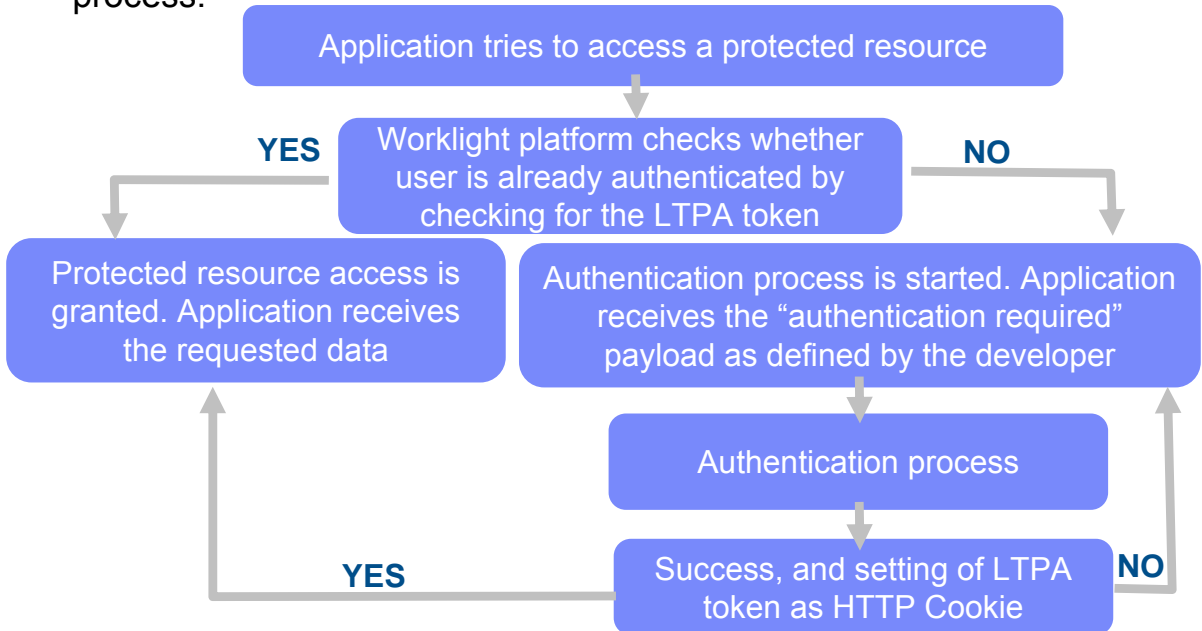 process.
Application tries to access a protected resource
YES
Worklight platform checks whether
user is already authenticated by
checking for the LTPA token
NO
Protected resource access is
granted. Application receives
the requested data
Authentication process is started. Application
receives the “authentication required”
payload as defined by the developer
Authentication process
YES
Success, and setting of LTPA
token as HTTP Cookie
NO